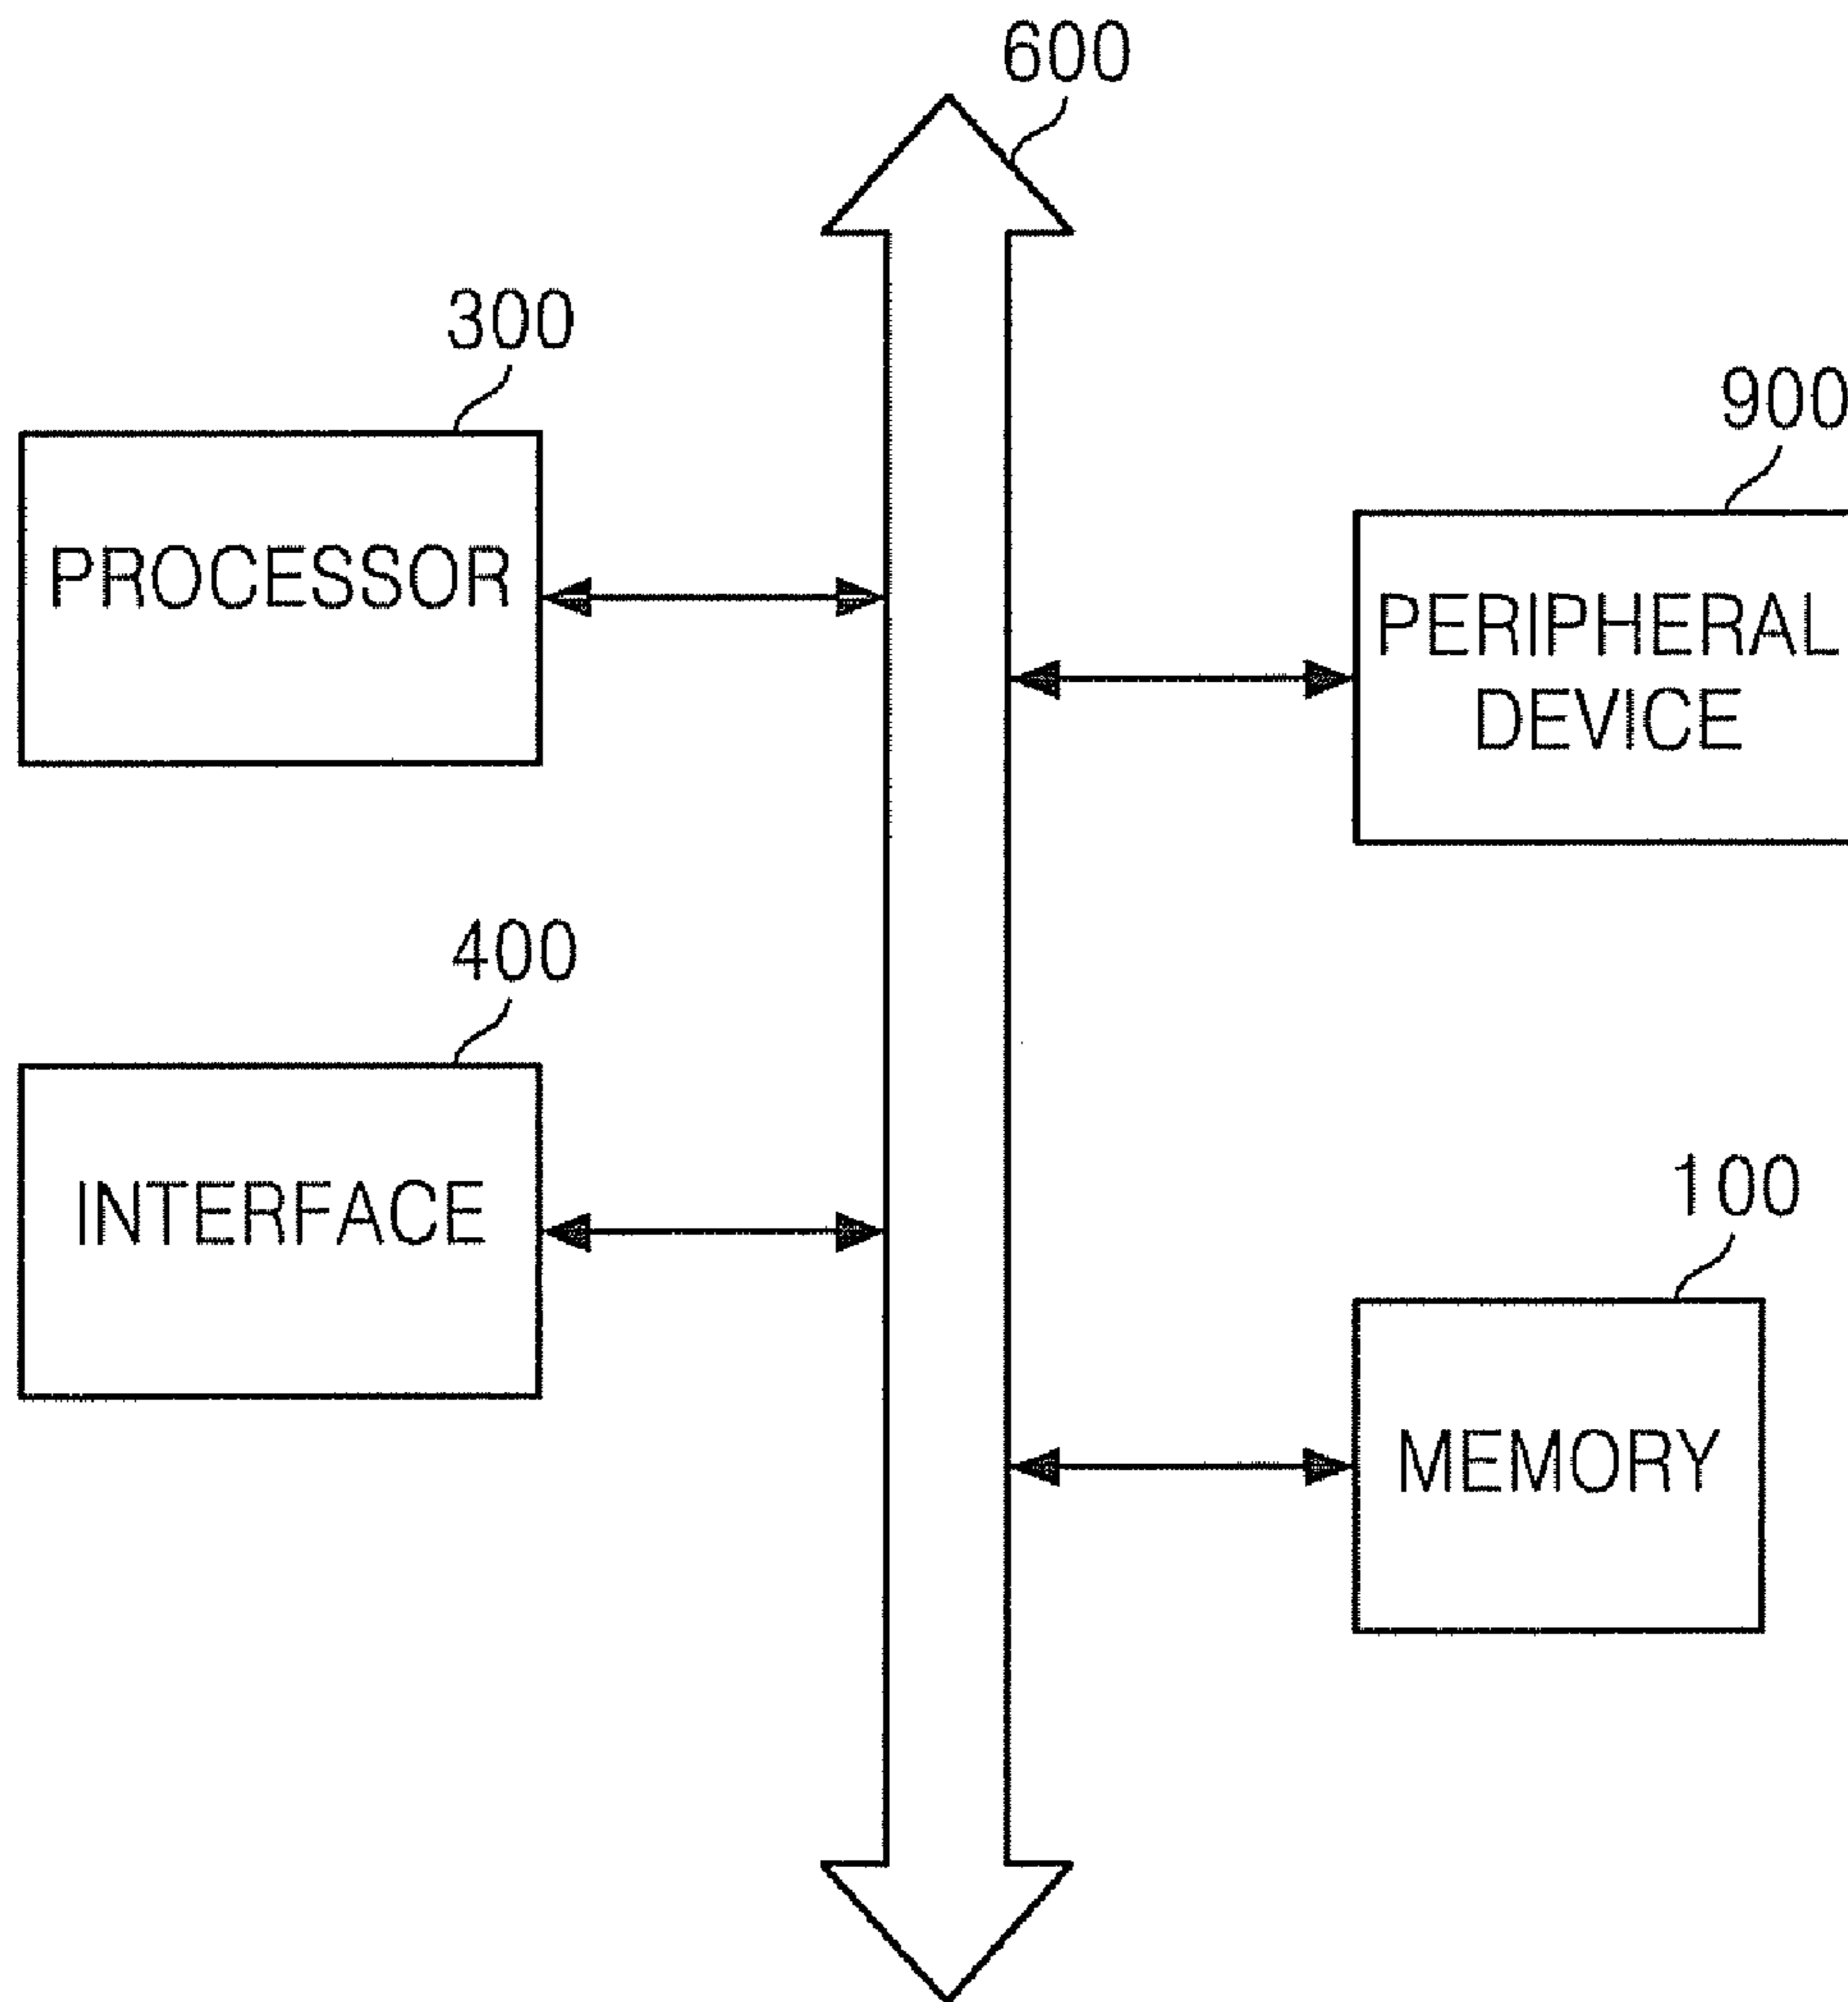 600
300
PROCESSOR
900
PERIPHERAL
DEVICE
400
INTERFACE
100
MEMORY